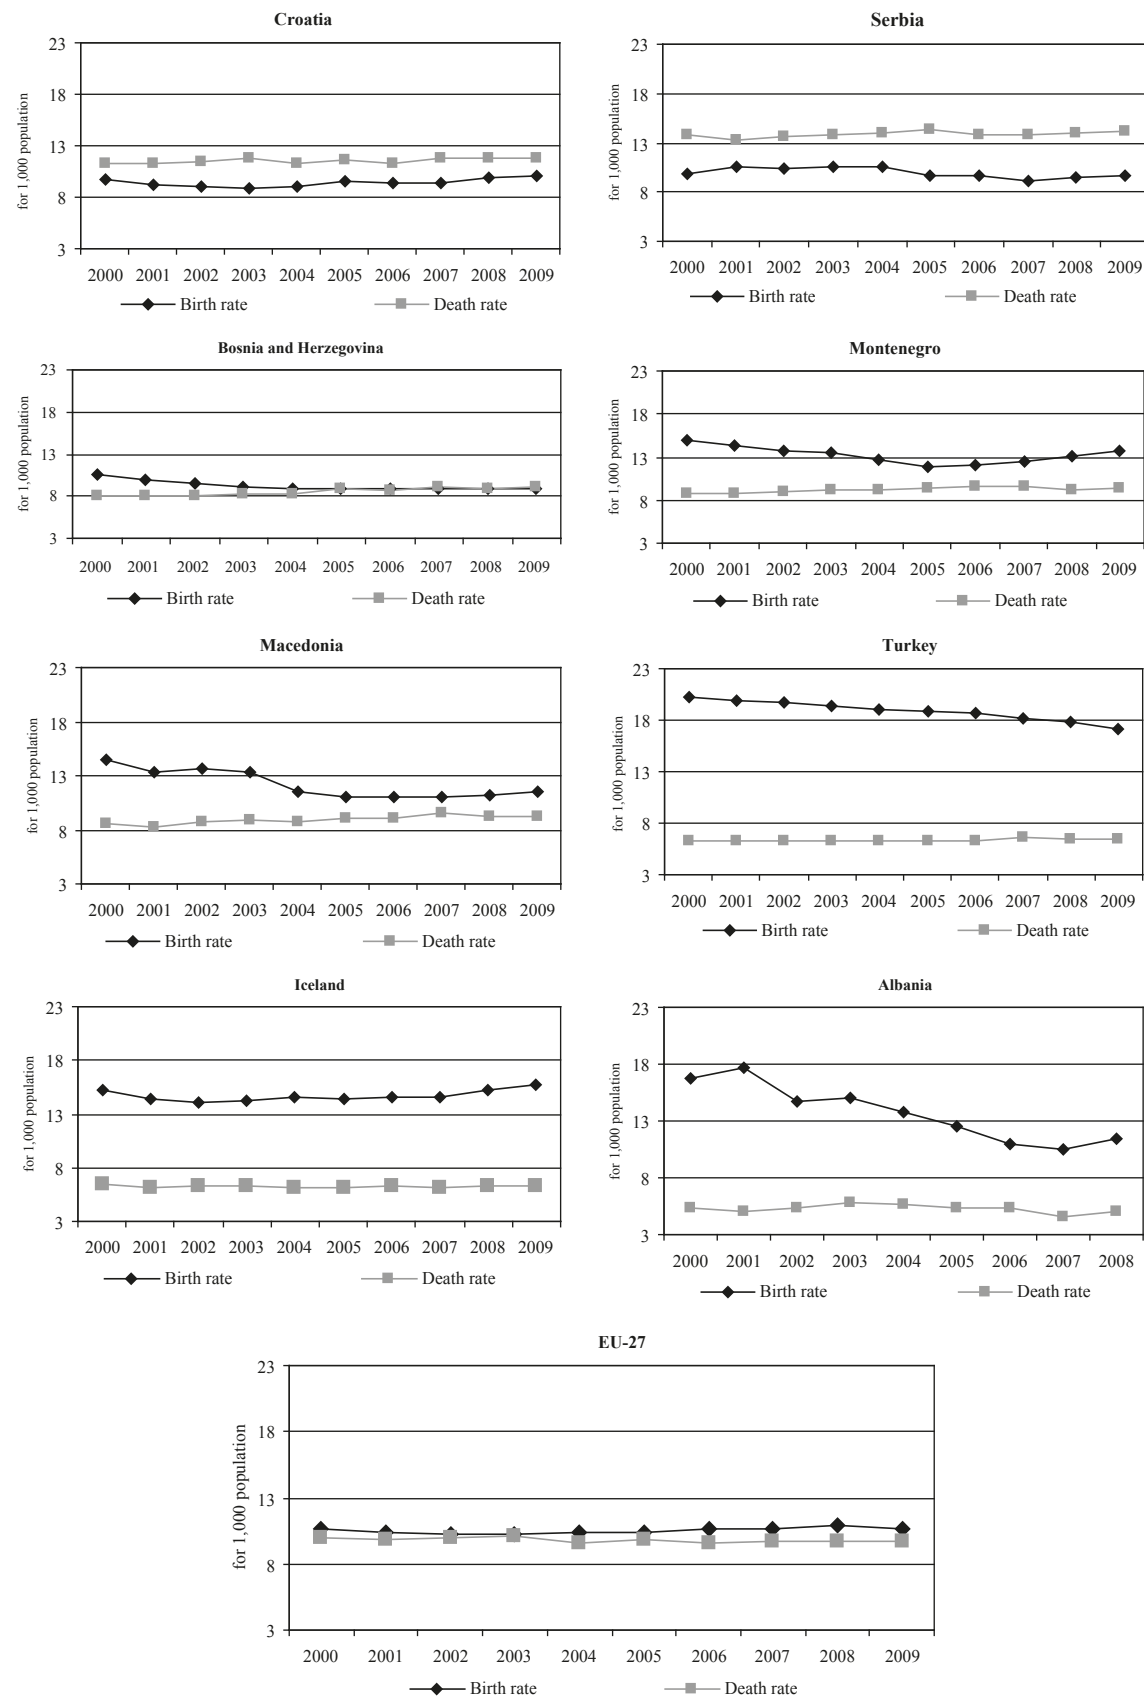 Croatia
for 1,000 population
23
18
13
8
3
2000 2001 2002 2003 2004 2005 2006 2007 2008 2009
Birth rate Death rate
Serbia
for 1,000 population
23
18
13
8
3
2000 2001 2002 2003 2004 2005 2006 2007 2008 2009
Birth rate Death rate
Bosnia and Herzegovina
for 1,000 population
23
18
13
8
3
2000 2001 2002 2003 2004 2005 2006 2007 2008 2009
Birth rate Death rate
Montenegro
for 1,000 population
23
18
13
8
3
2000 2001 2002 2003 2004 2005 2006 2007 2008 2009
Birth rate Death rate
Macedonia
for 1,000 population
23
18
13
8
3
2000 2001 2002 2003 2004 2005 2006 2007 2008 2009
Birth rate Death rate
Turkey
for 1,000 population
23
18
13
8
3
2000 2001 2002 2003 2004 2005 2006 2007 2008 2009
Birth rate Death rate
Iceland
for 1,000 population
23
18
13
8
3
2000 2001 2002 2003 2004 2005 2006 2007 2008 2009
Birth rate Death rate
Albania
for 1,000 population
23
18
13
8
3
2000 2001 2002 2003 2004 2005 2006 2007 2008
Birth rate Death rate
EU-27
for 1,000 population
23
18
13
8
3
2000 2001 2002 2003 2004 2005 2006 2007 2008 2009
Birth rate Death rate